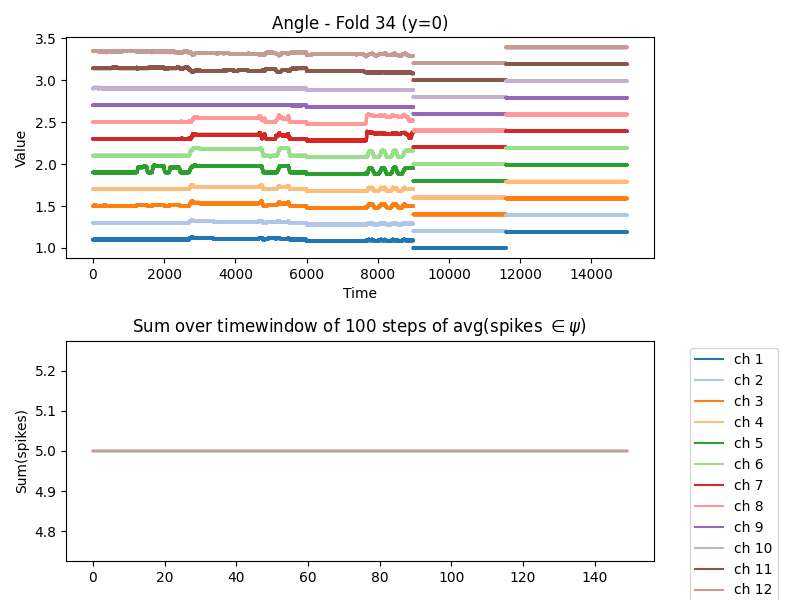 Angle - Fold 34 (y=0)
3.5
3.0
2.5
2.0
1.5
1.0
Value
0 2000 4000 6000 8000 10000 12000 14000
Time
Sum over timewindow of 100 steps of avg(spikes ∈ψ)
5.2
5.1
5.0
4.9
4.8
Sum(spikes)
0 20 40 60 80 100 120 140
ch 1
ch 2
ch 3
ch 4
ch 5
ch 6
ch 7
ch 8
ch 9
ch 10
ch 11
ch 12